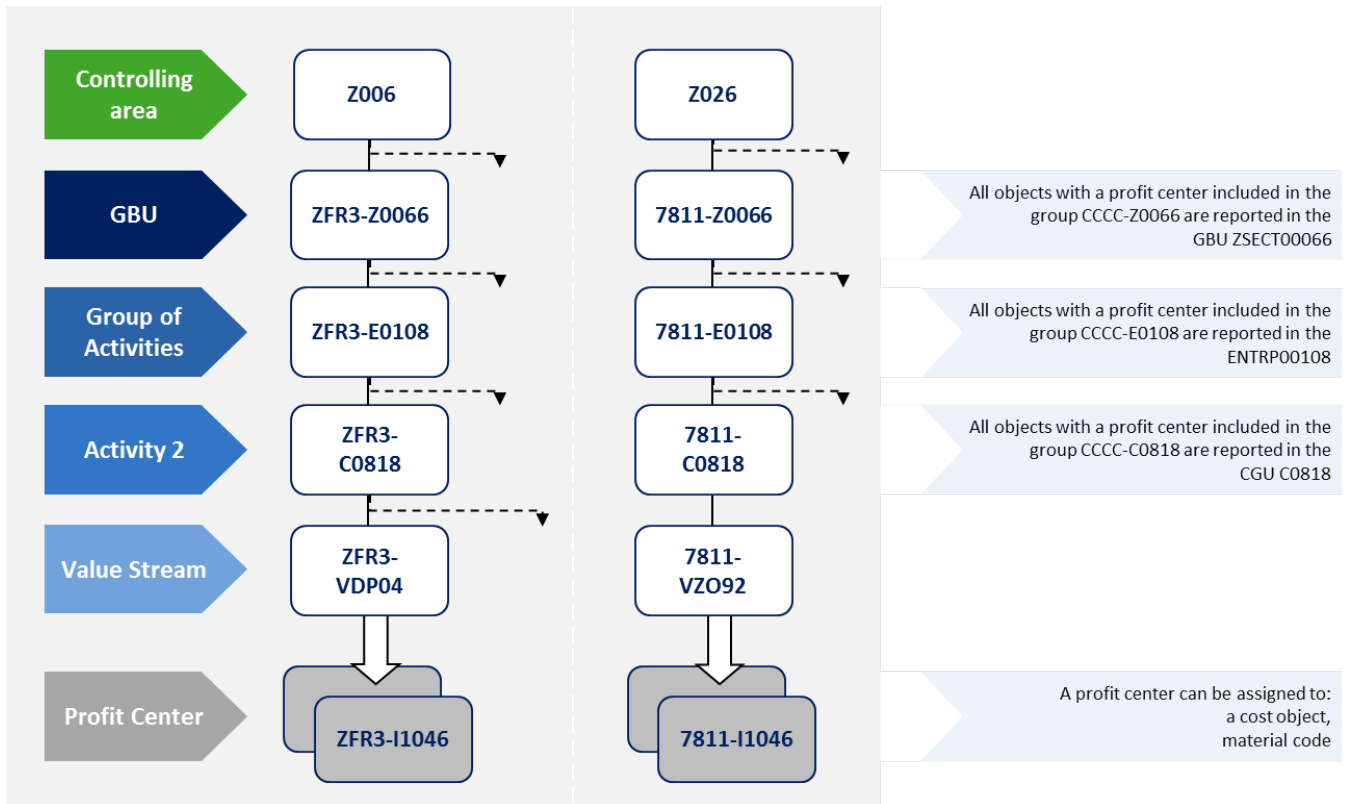 Controlling
area
Z006
Z026
GBU
ZFR3-Z0066
7811-Z0066
All objects with a profit center included in the
group CCCC-Z0066 are reported in the
GBU ZSECT00066
Group of
Activities
ZFR3-E0108
7811-E0108
All objects with a profit center included in the
group CCCC-E0108 are reported in the
ENTRP00108
Activity 2
ZFR3-
C0818
7811-
C0818
All objects with a profit center included in the
group CCCC-C0818 are reported in the
CGU C0818
Value Stream
ZFR3-
VDP04
7811-
VZO92
Profit Center
ZFR3-I1046
7811-I1046
A profit center can be assigned to:
a cost object,
material code